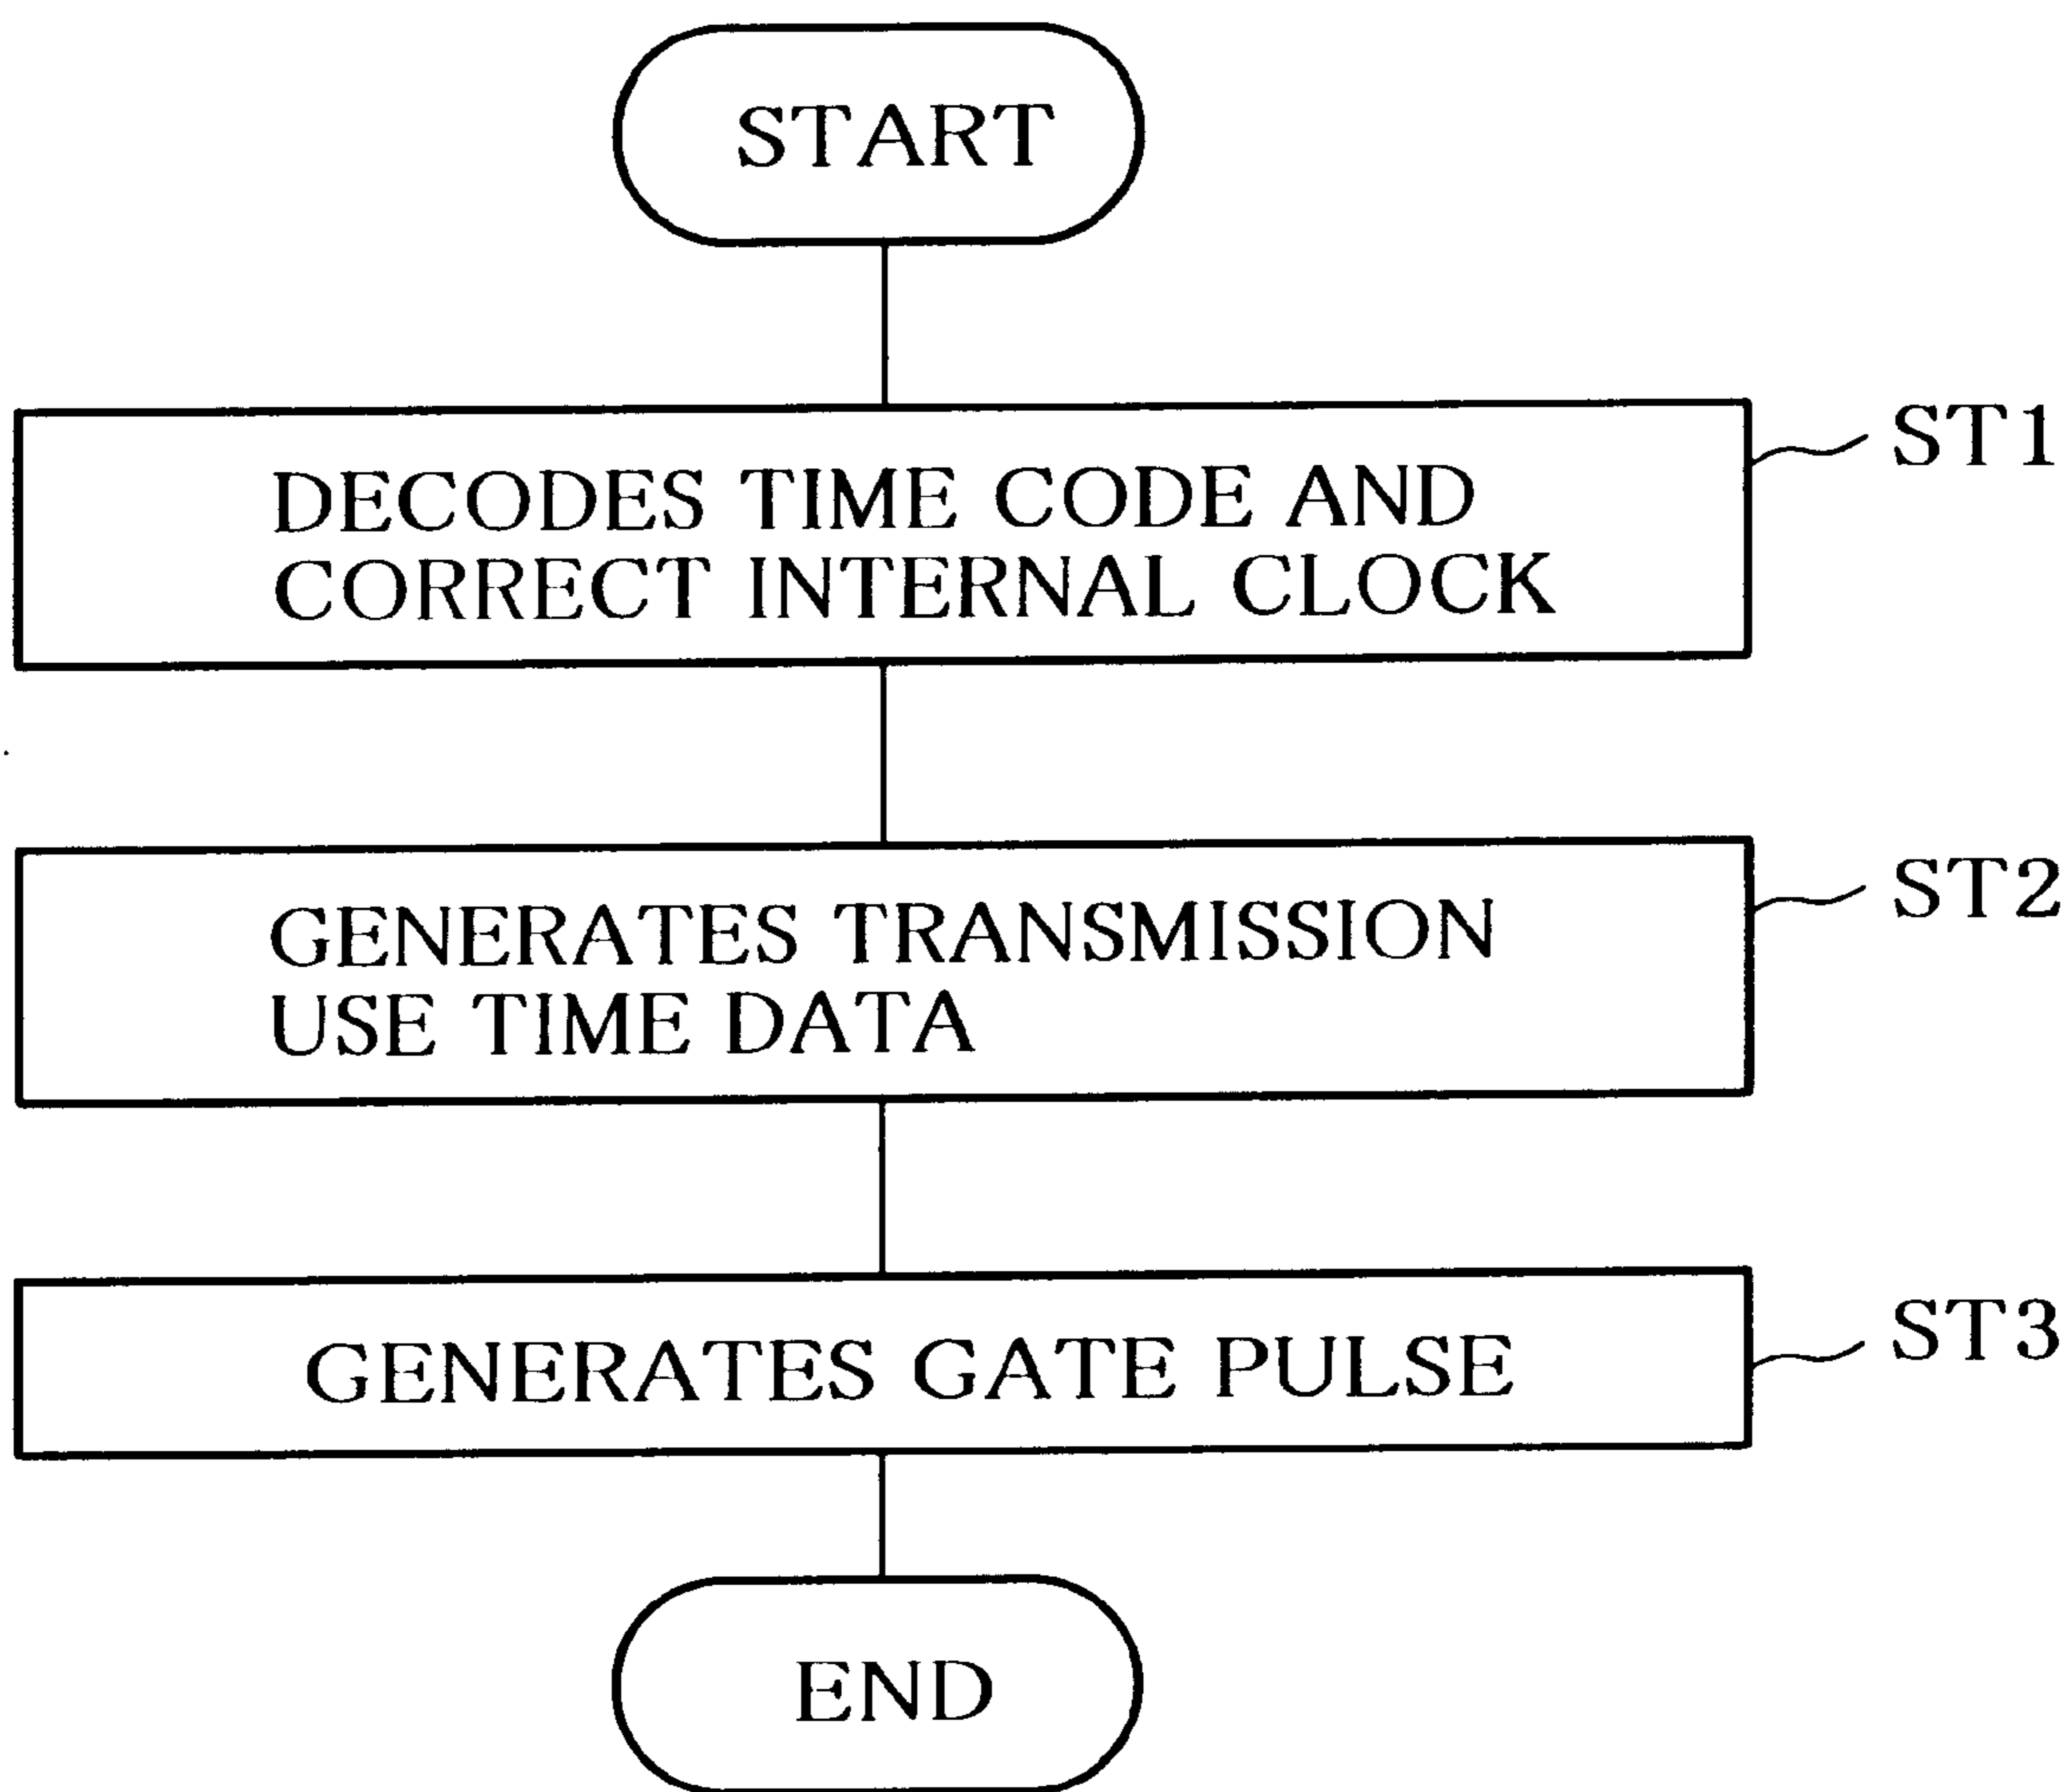 START
ST1
DECODES TIME CODE AND
CORRECT INTERNAL CLOCK
ST2
GENERATES TRANSMISSION
USE TIME DATA
ST3
GENERATES GATE PULSE
END